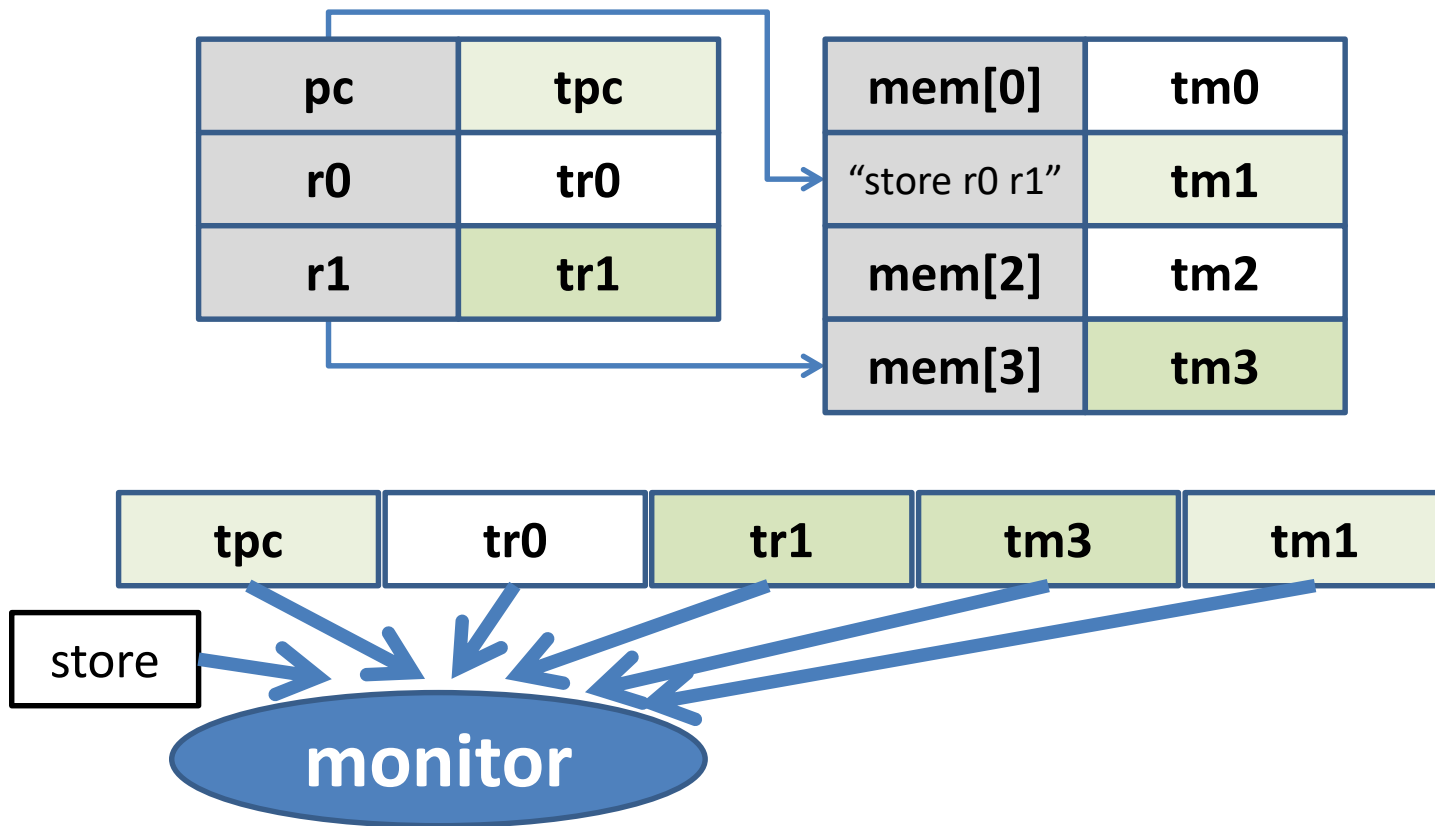 pc tpc mem[0] tm0
r0 tr0 “store r0 r1” tm1
r1 tr1 mem[2] tm2
mem[3] tm3
tpc tr0 tr1 tm3 tm1
store
monitor